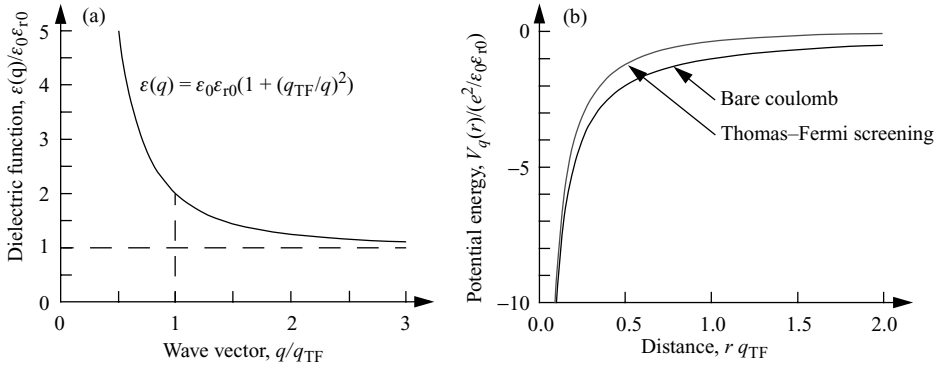 (a)
Dielectric function, ε(q)/ε0εr0
5
4
3
2
1
0
ε(q) = ε0εr0(1 + (qTF/q)^2)
0
1
2
3
Wave vector, q/qTF
(b)
Potential energy, Vq(r)/(e^2/ε0εr0)
0
−5
−10
Bare coulomb
Thomas–Fermi screening
0.0
0.5
1.0
1.5
2.0
Distance, r qTF